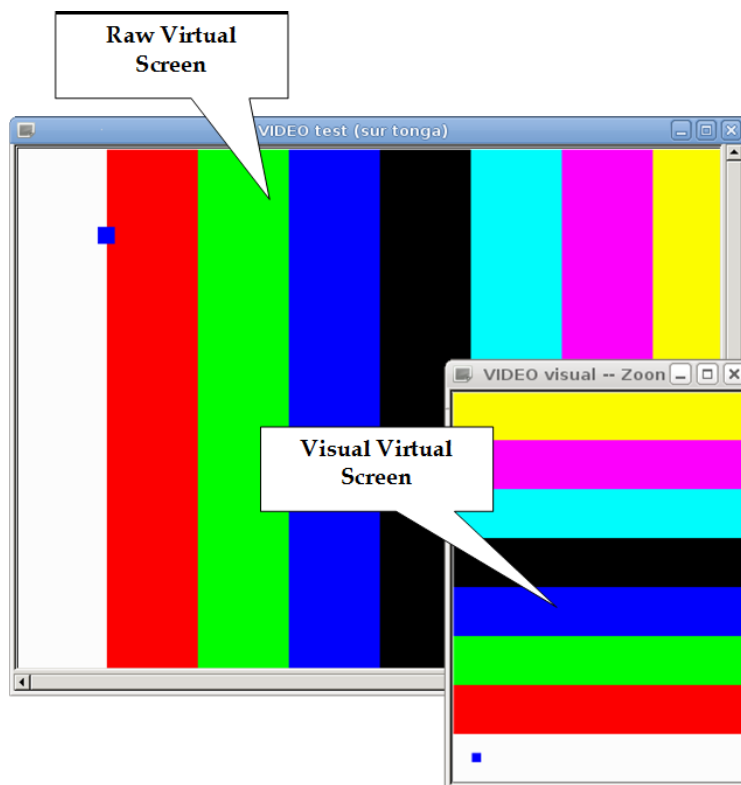 Raw Virtual
Screen
VIDEO test (sur tonga)
VIDEO visual -- Zoon
Visual Virtual
Screen